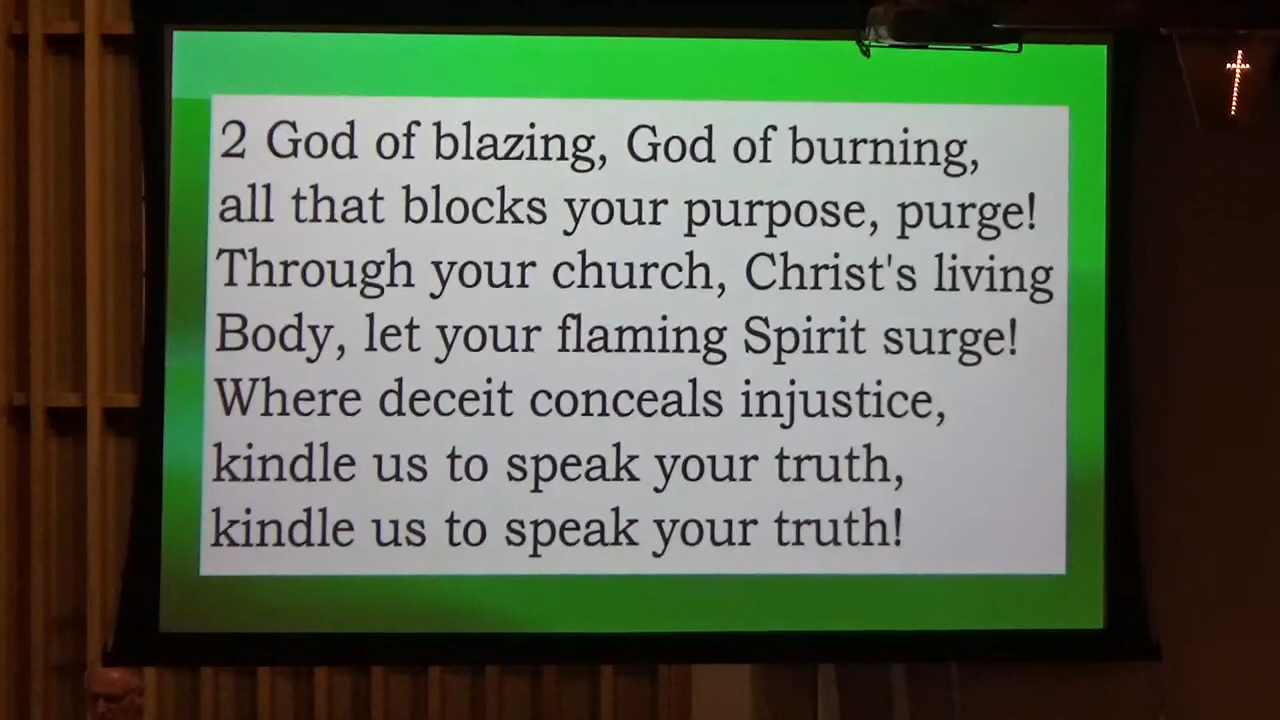 2 God of blazing, God of burning,
all that blocks your purpose, purge!
Through your church, Christ's living
Body, let your flaming Spirit surge!
Where deceit conceals injustice,
kindle us to speak your truth,
kindle us to speak your truth!